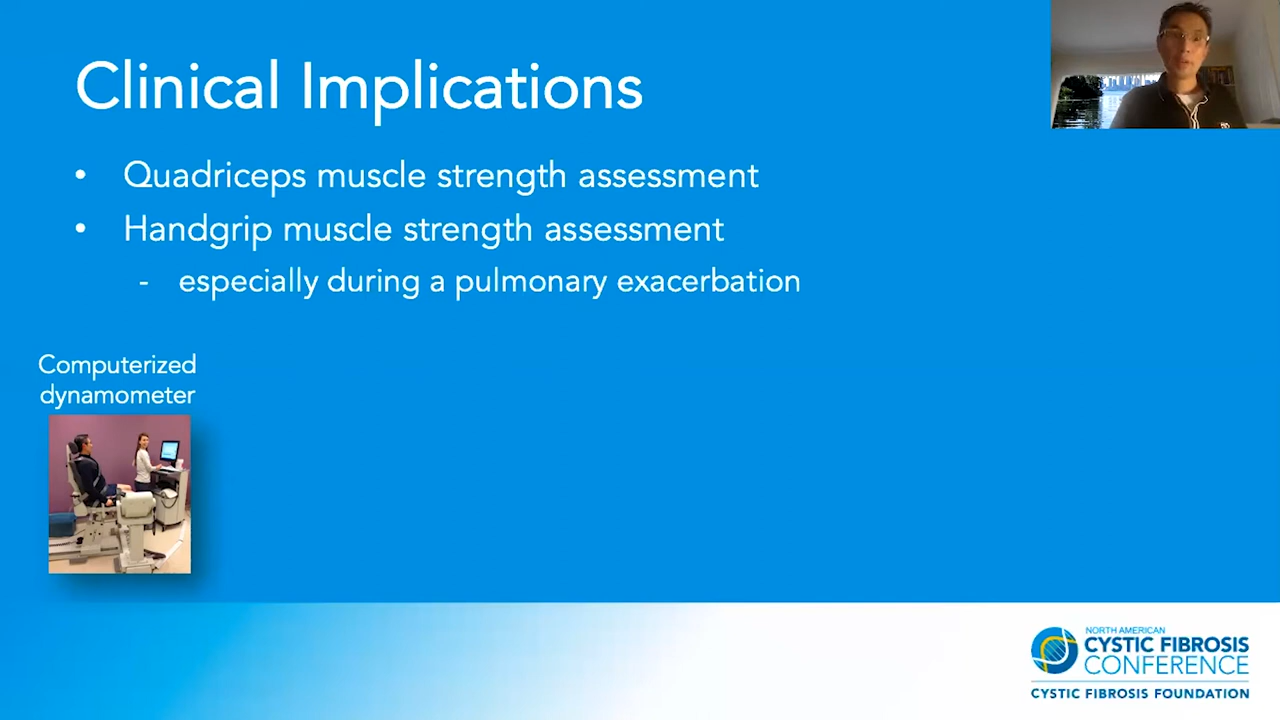 Clinical Implications
• Quadriceps muscle strength assessment
• Handgrip muscle strength assessment
- especially during a pulmonary exacerbation
Computerized
dynamometer
NORTH AMERICAN
CYSTIC FIBROSIS
CONFERENCE
CYSTIC FIBROSIS FOUNDATION